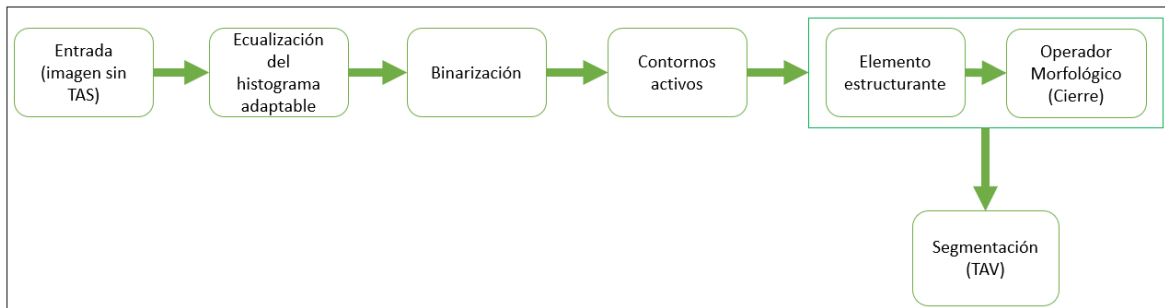 Entrada
(imagen sin
TAS)
Ecualización
del
histograma
adaptable
Binarización
Contornos
activos
Elemento
estructurante
Operador
Morfológico
(Cierre)
Segmentación
(TAV)